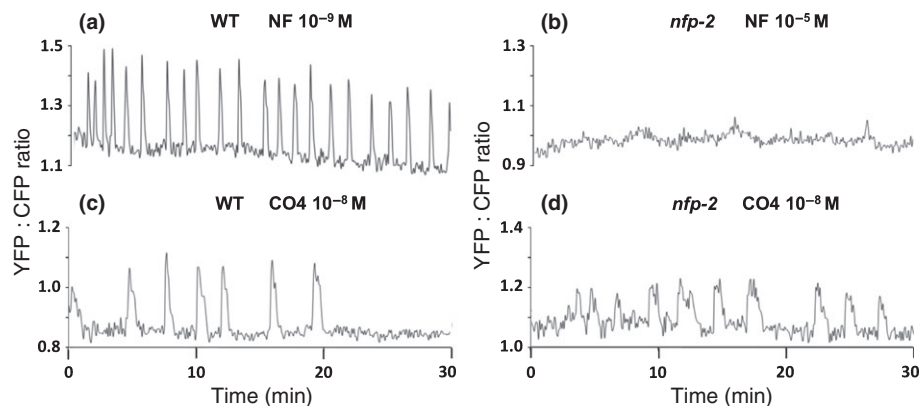 (a) WT NF 10⁻⁹ M
1.5
1.3
1.1
(b) nfp-2 NF 10⁻⁵ M
1.3
1.1
0.9
YFP : CFP ratio
YFP : CFP ratio
(c) WT CO4 10⁻⁸ M
1.2
1.0
0.8
0 10 20 30
Time (min)
(d) nfp-2 CO4 10⁻⁸ M
1.4
1.2
1.0
0 10 20 30
Time (min)